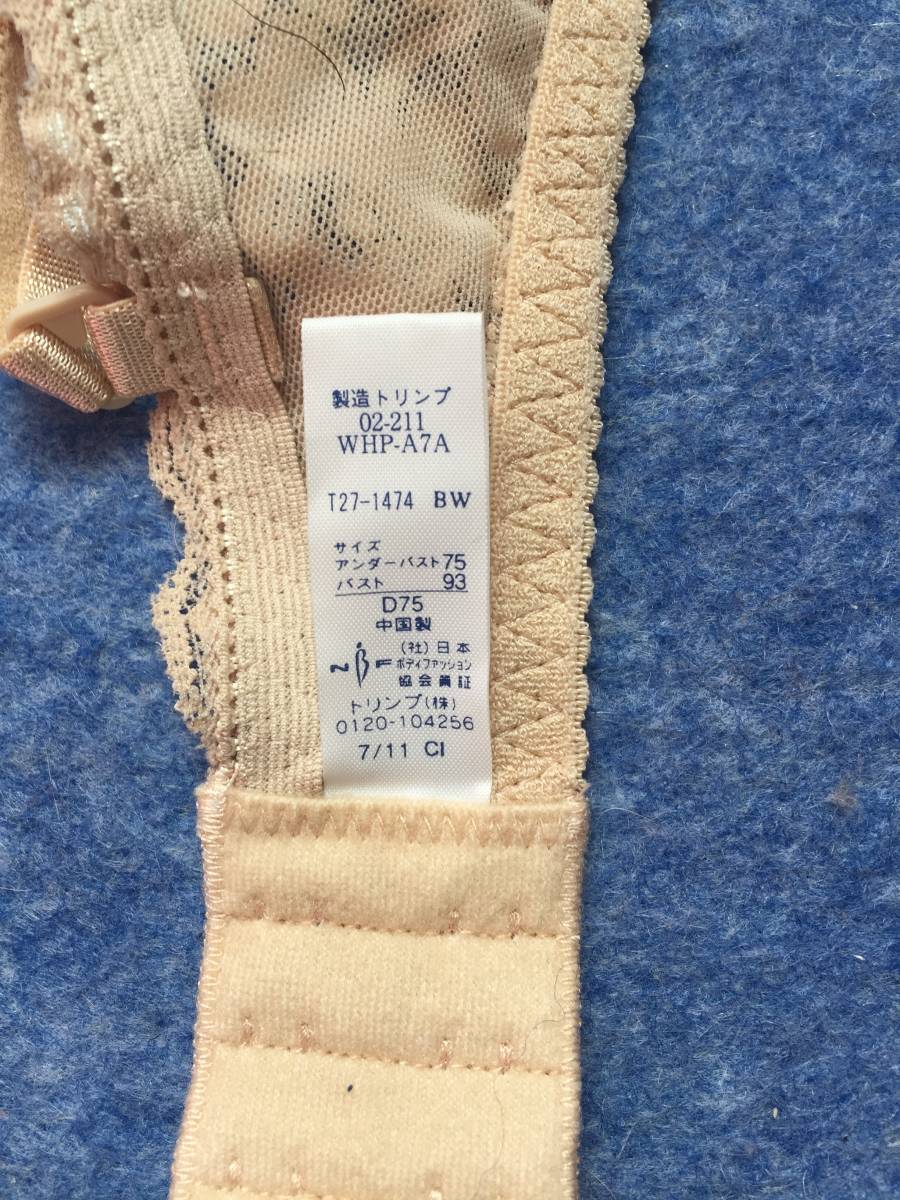 製造トリンプ
02-211
WHP-A7A
T27-1474 BW
サイズ
アンダーバスト75
バスト 93
D75
中国製
(社)日本
NBF ボディファッション
協会員証
トリンプ(株)
0120-104256
7/11 CI